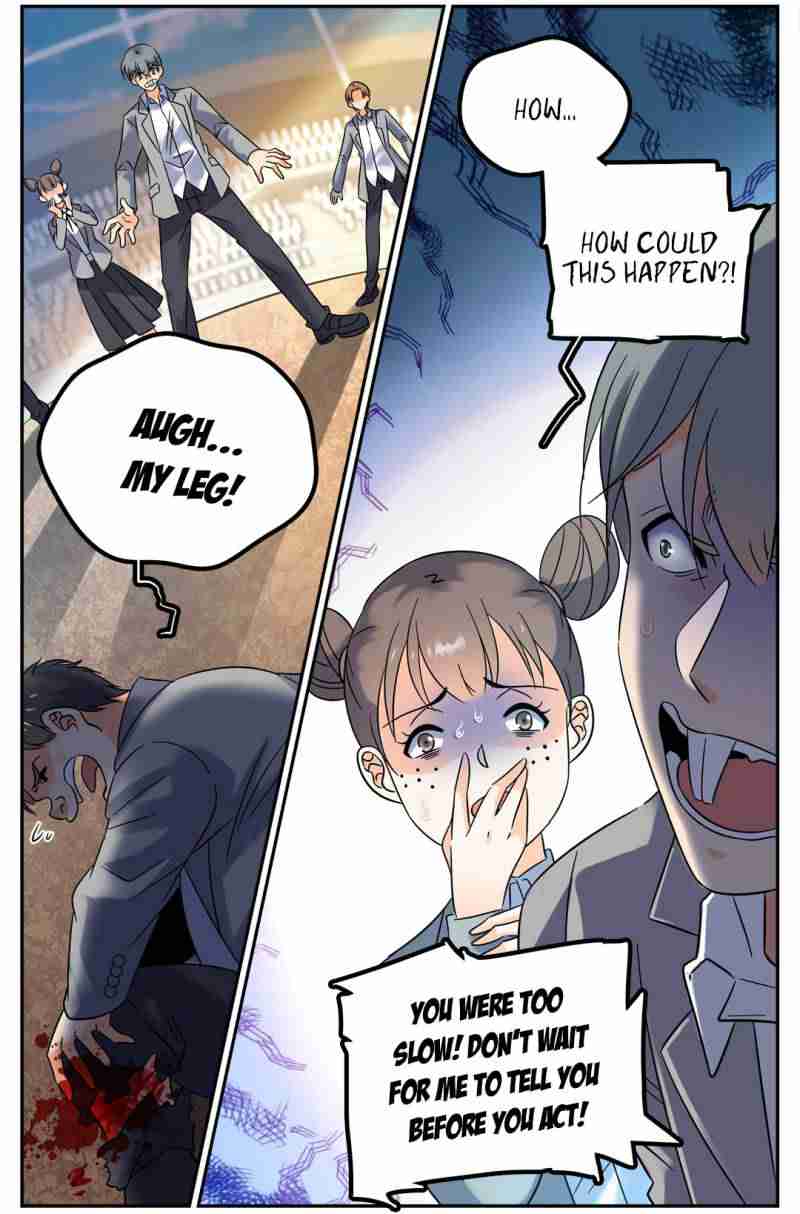 AUGH...
MY LEG!
HOW...
HOW COULD
THIS HAPPEN?!
YOU WERE TOO
SLOW! DON'T WAIT
FOR ME TO TELL YOU
BEFORE YOU ACT!